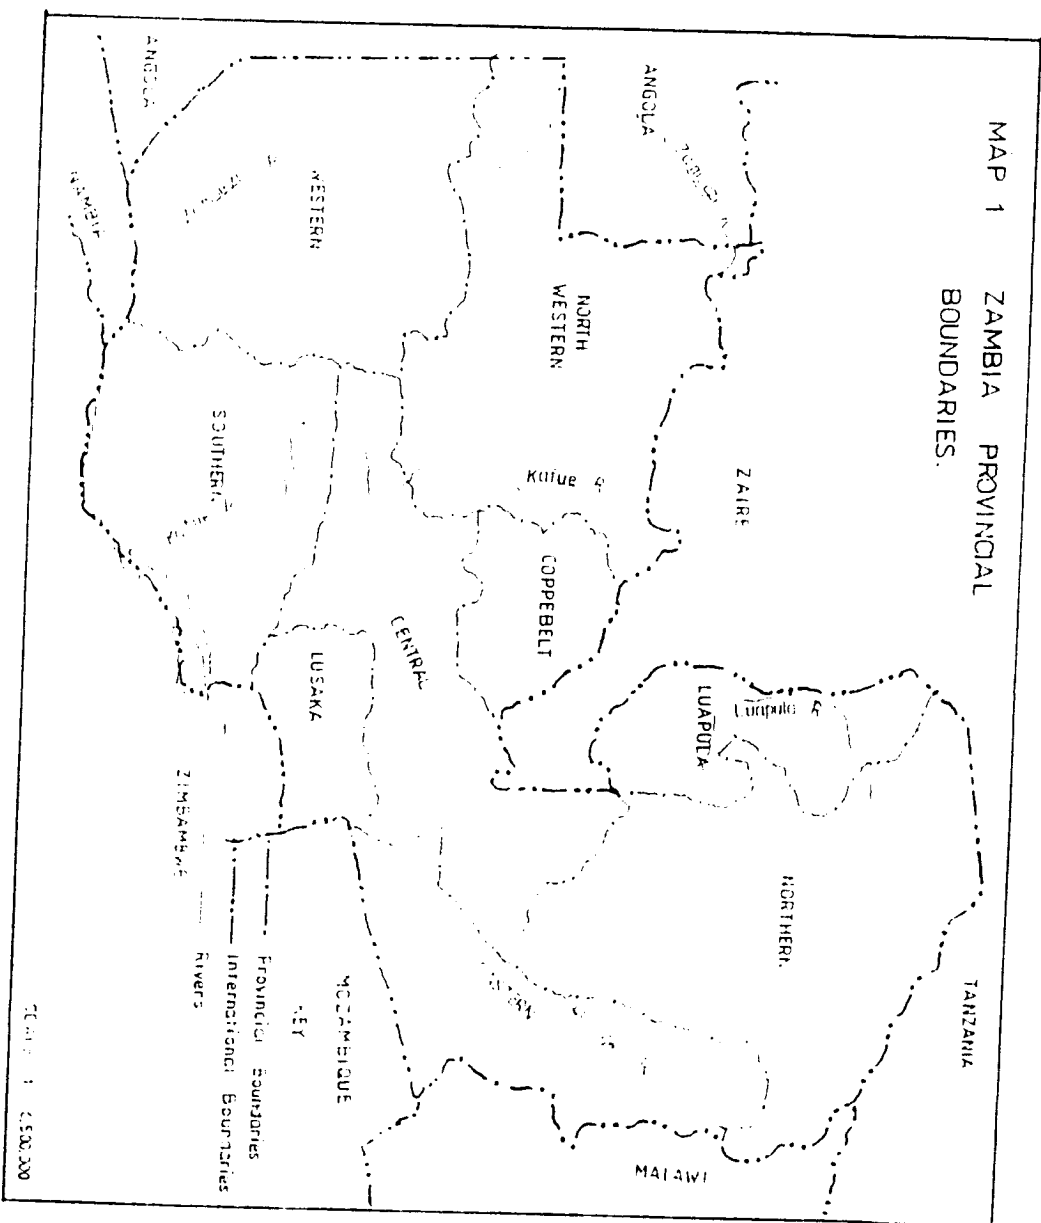 MAP 1 ZAMBIA PROVINCIAL
BOUNDARIES.
TANZANIA
ZAIRE
ANGOLA
Luapula R
NORTHERN
LUAPULA
Kafue R
NORTH
WESTERN
COPPEBELT
MALAWI
CENTRAL
WESTERN
LUSAKA
SOUTHERN
MOZAMBIQUE
ANGOLA
ZIMBAMBWE
KEY
Provincial Boundaries
International Boundaries
Rivers